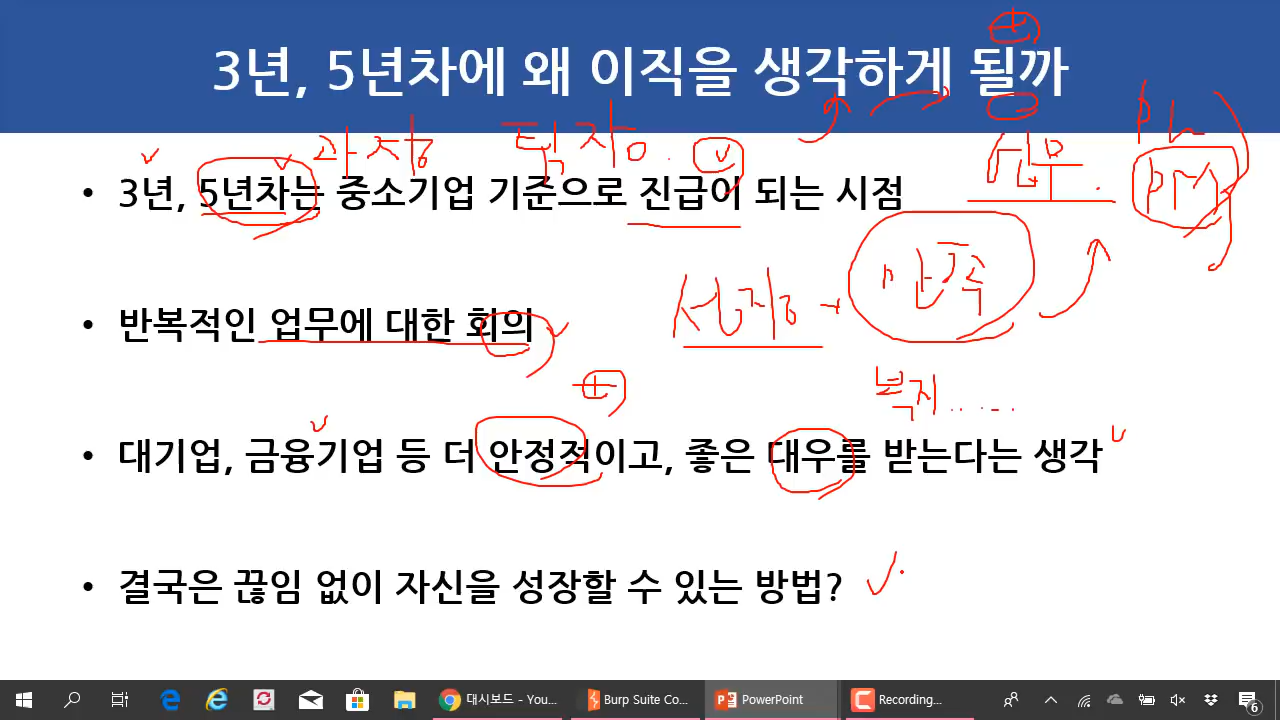 3년, 5년차에 왜 이직을 생각하게 될까
과장 팀장
실무 PL
PM
• 3년, 5년차는 중소기업 기준으로 진급이 되는 시점
성장 만족
• 반복적인 업무에 대한 회의
복지......
• 대기업, 금융기업 등 더 안정적이고, 좋은 대우를 받는다는 생각
• 결국은 끊임 없이 자신을 성장할 수 있는 방법?
대시보드 - You... Burp Suite Co... PowerPoint Recording... 6